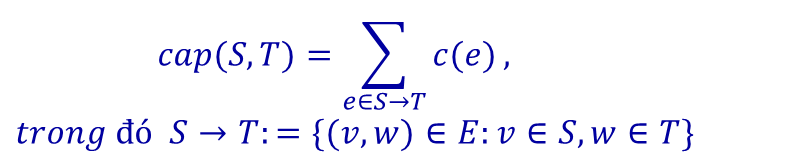 cap(S, T) = ∑ c(e) ,
e∈S→T
trong đó S → T: = {(v, w) ∈ E: v ∈ S, w ∈ T}